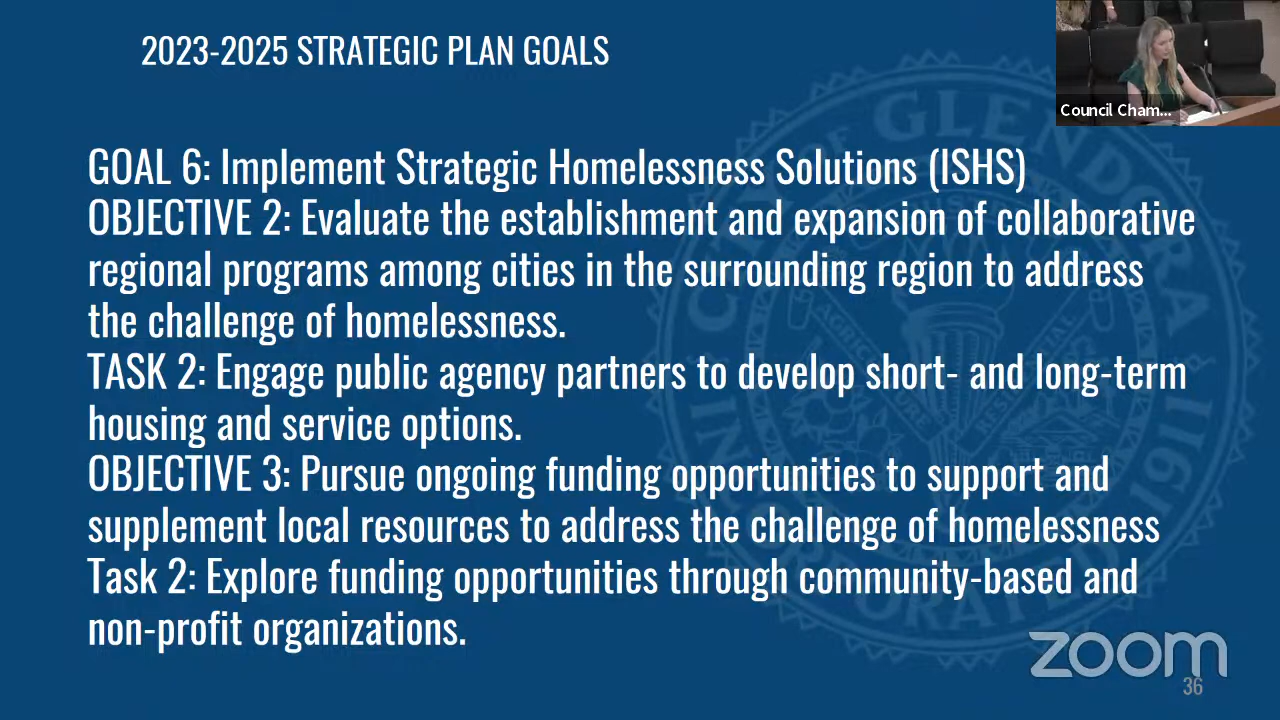 2023-2025 STRATEGIC PLAN GOALS
Council Cham...
GOAL 6: Implement Strategic Homelessness Solutions (ISHS)
OBJECTIVE 2: Evaluate the establishment and expansion of collaborative
regional programs among cities in the surrounding region to address
the challenge of homelessness.
TASK 2: Engage public agency partners to develop short- and long-term
housing and service options.
OBJECTIVE 3: Pursue ongoing funding opportunities to support and
supplement local resources to address the challenge of homelessness
Task 2: Explore funding opportunities through community-based and
non-profit organizations.
zoom
36
CITY OF GLENDORA